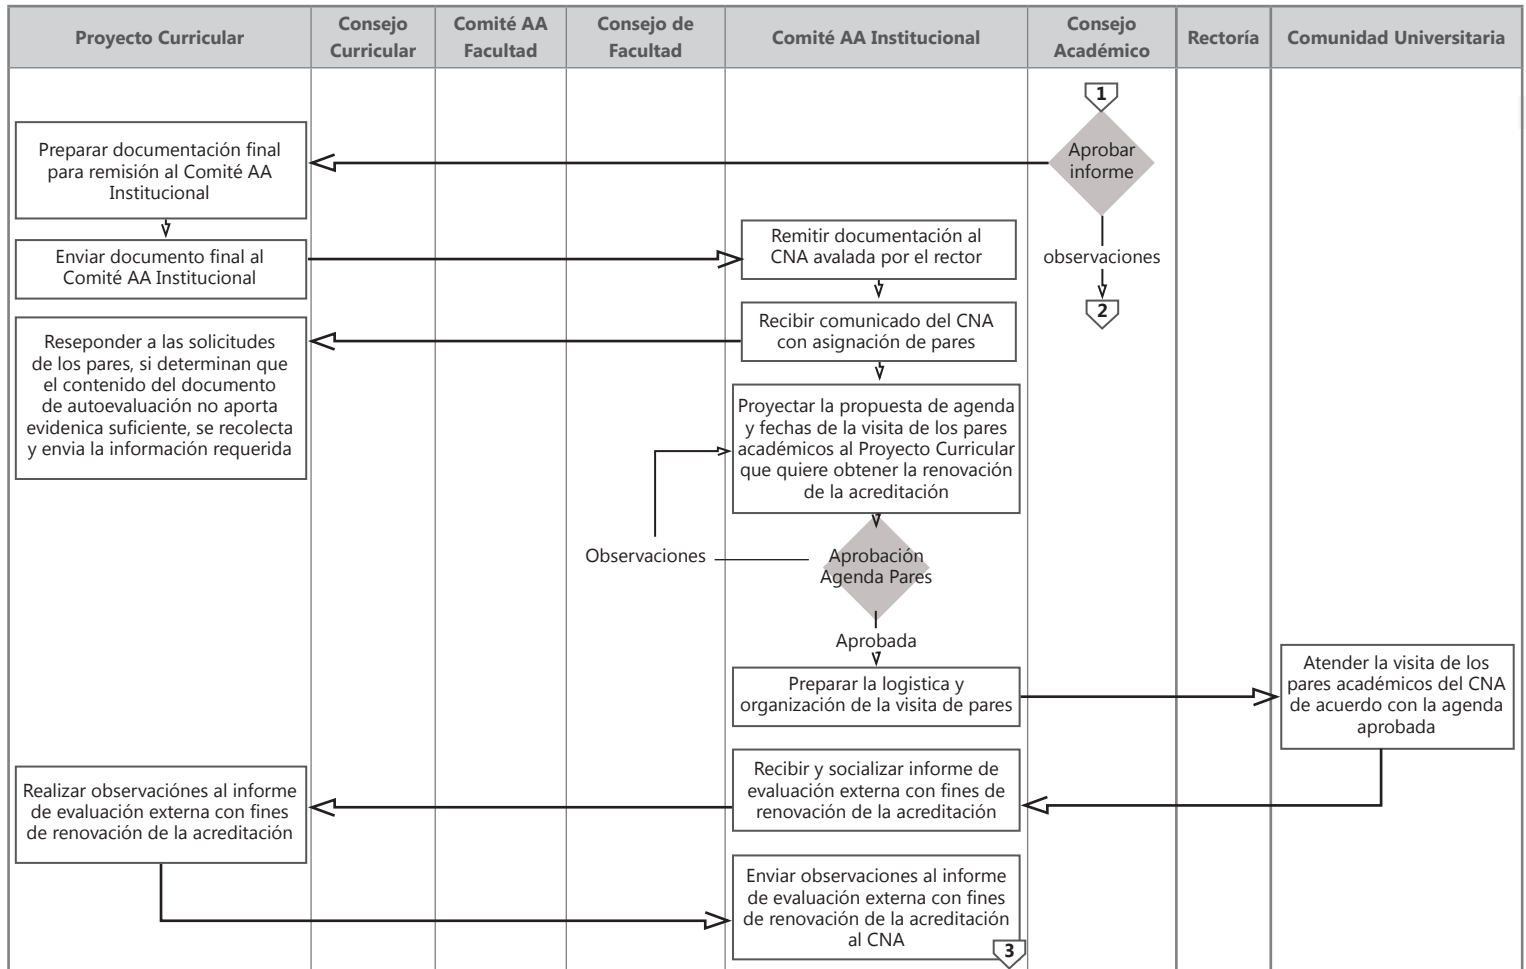 Proyecto Curricular
Consejo
Curricular
Comité AA
Facultad
Consejo de
Facultad
Comité AA Institucional
Consejo
Académico
Rectoría
Comunidad Universitaria
1
Aprobar
informe
Preparar documentación final
para remisión al Comité AA
Institucional
observaciones
2
Enviar documento final al
Comité AA Institucional
Remitir documentación al
CNA avalada por el rector
Recibir comunicado del CNA
con asignación de pares
Reseponder a las solicitudes
de los pares, si determinan que
el contenido del documento
de autoevaluación no aporta
evidenica suficiente, se recolecta
y envia la información requerida
Proyectar la propuesta de agenda
y fechas de la visita de los pares
académicos al Proyecto Curricular
que quiere obtener la renovación
de la acreditación
Observaciones
Aprobación
Agenda Pares
Aprobada
Preparar la logistica y
organización de la visita de pares
Atender la visita de los
pares académicos del CNA
de acuerdo con la agenda
aprobada
Recibir y socializar informe de
evaluación externa con fines de
renovación de la acreditación
Realizar observaciónes al informe
de evaluación externa con fines
de renovación de la acreditación
Enviar observaciones al informe
de evaluación externa con fines
de renovación de la acreditación
al CNA
3